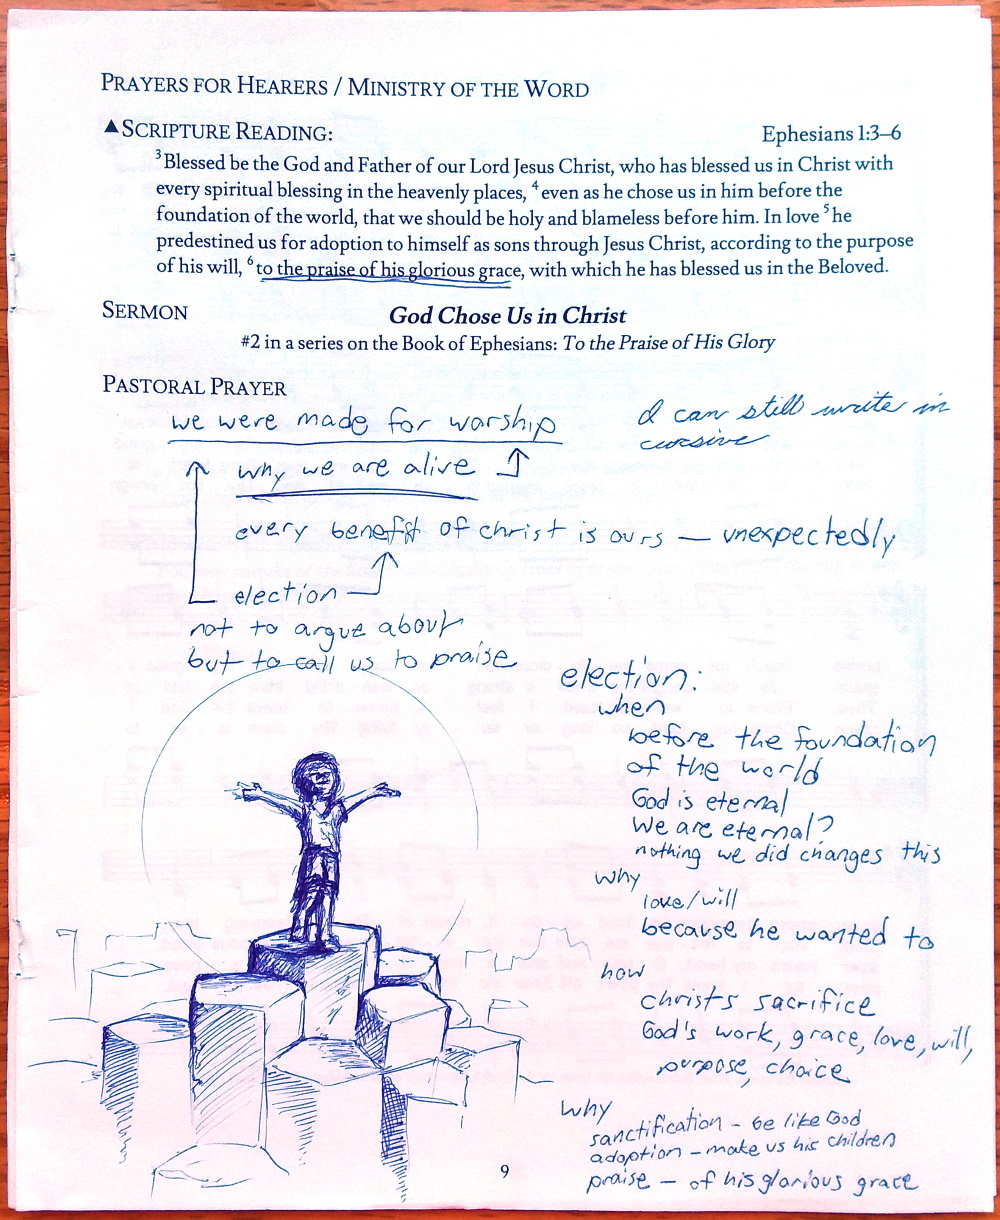 PRAYERS FOR HEARERS / MINISTRY OF THE WORD
▲SCRIPTURE READING: Ephesians 1:3–6
³Blessed be the God and Father of our Lord Jesus Christ, who has blessed us in Christ with
every spiritual blessing in the heavenly places, ⁴even as he chose us in him before the
foundation of the world, that we should be holy and blameless before him. In love ⁵he
predestined us for adoption to himself as sons through Jesus Christ, according to the purpose
of his will, ⁶to the praise of his glorious grace, with which he has blessed us in the Beloved.
SERMON God Chose Us in Christ
#2 in a series on the Book of Ephesians: To the Praise of His Glory
PASTORAL PRAYER
we were made for worship
I can still write in
cursive
why we are alive
every benefit of christ is ours — unexpectedly
election
not to argue about
but to call us to praise
election:
when
before the foundation
of the world
God is eternal
We are eternal?
nothing we did changes this
why
love/will
because he wanted to
how
christs sacrifice
God's work, grace, love, will,
purpose, choice
why
sanctification - be like God
adoption - make us his children
praise - of his glorious grace
9